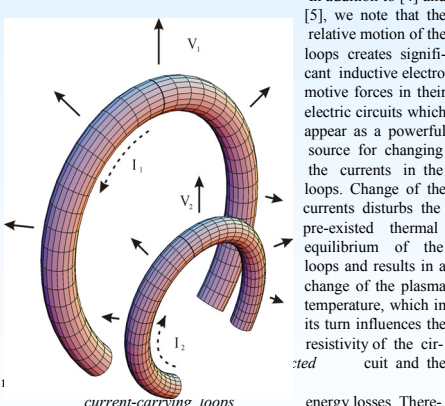 in addition to [4] and
[5], we note that the
relative motion of the
loops creates signifi-
cant inductive electro
motive forces in their
electric circuits which
appear as a powerful
source for changing
the currents in the
loops. Change of the
currents disturbs the
pre-existed thermal
equilibrium of the
loops and results in a
change of the plasma
temperature, which in
its turn influences the
resistivity of the cir-
cuit and the
energy losses. There-
V1
I1
V2
I2
cted
current-carrying loops